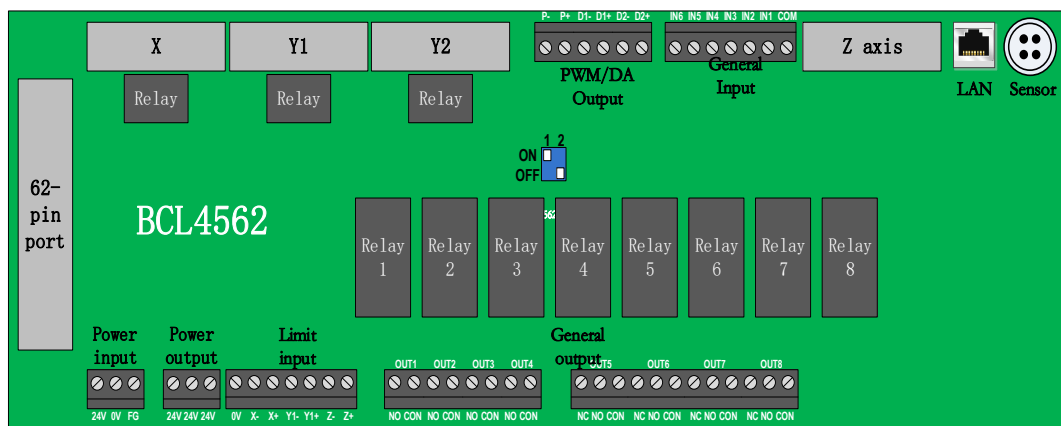 P- P+ D1- D1+ D2- D2+
IN6 IN5 IN4 IN3 IN2 IN1 COM
X
Y1
Y2
Z axis
PWM/DA
Output
General
Input
LAN
Sensor
Relay
Relay
Relay
1 2
ON
OFF
62-
pin
port
BCL4562
562
Relay
1
Relay
2
Relay
3
Relay
4
Relay
5
Relay
6
Relay
7
Relay
8
Power
input
Power
output
Limit
input
General
output
OUT1 OUT2 OUT3 OUT4
OUT5 OUT6 OUT7 OUT8
24V 0V FG
24V 24V 24V
0V X- X+ Y1- Y1+ Z- Z+
NO CON NO CON NO CON NO CON
NC NO CON NC NO CON NC NO CON NC NO CON